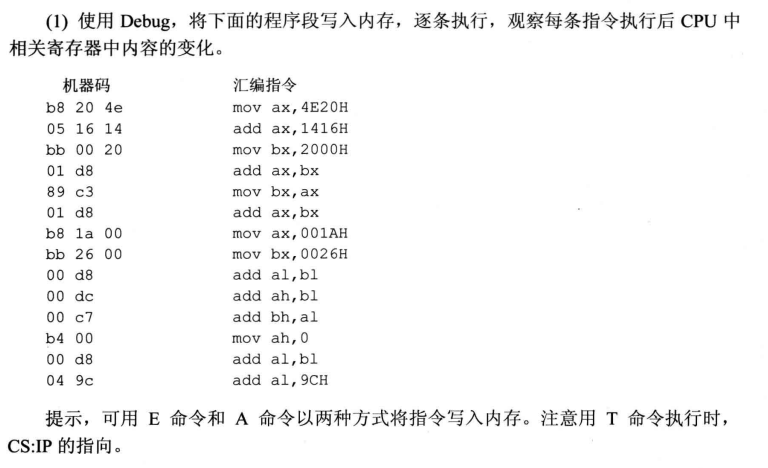 (1) 使用 Debug，将下面的程序段写入内存，逐条执行，观察每条指令执行后 CPU 中
相关寄存器中内容的变化。
机器码 汇编指令
b8 20 4e mov ax,4E20H
05 16 14 add ax,1416H
bb 00 20 mov bx,2000H
01 d8 add ax,bx
89 c3 mov bx,ax
01 d8 add ax,bx
b8 1a 00 mov ax,001AH
bb 26 00 mov bx,0026H
00 d8 add al,bl
00 dc add ah,bl
00 c7 add bh,al
b4 00 mov ah,0
00 d8 add al,bl
04 9c add al,9CH
提示，可用 E 命令和 A 命令以两种方式将指令写入内存。注意用 T 命令执行时，
CS:IP 的指向。